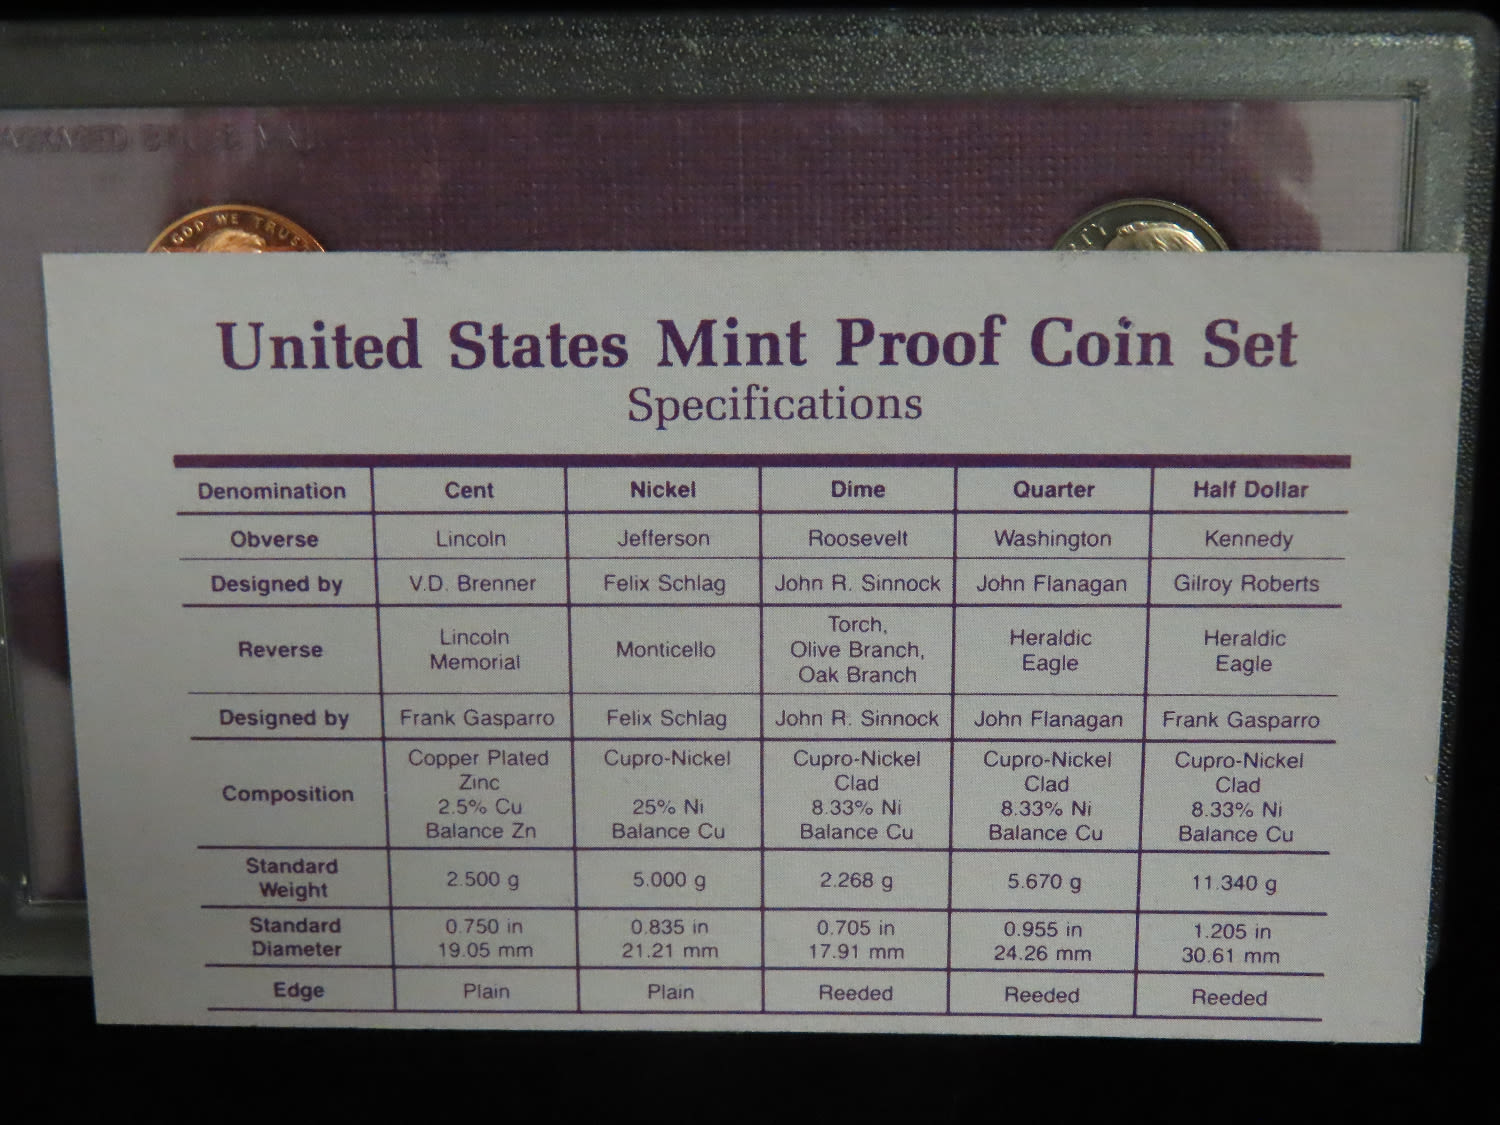 GOD WE TRUS
RTY
United States Mint Proof Coin Set
Specifications
Denomination Cent Nickel Dime Quarter Half Dollar
Obverse Lincoln Jefferson Roosevelt Washington Kennedy
Designed by V.D. Brenner Felix Schlag John R. Sinnock John Flanagan Gilroy Roberts
Reverse Lincoln Memorial Monticello Torch, Olive Branch, Oak Branch Heraldic Eagle Heraldic Eagle
Designed by Frank Gasparro Felix Schlag John R. Sinnock John Flanagan Frank Gasparro
Composition Copper Plated Zinc 2.5% Cu Balance Zn Cupro-Nickel 25% Ni Balance Cu Cupro-Nickel Clad 8.33% Ni Balance Cu Cupro-Nickel Clad 8.33% Ni Balance Cu Cupro-Nickel Clad 8.33% Ni Balance Cu
Standard Weight 2.500 g 5.000 g 2.268 g 5.670 g 11.340 g
Standard Diameter 0.750 in 19.05 mm 0.835 in 21.21 mm 0.705 in 17.91 mm 0.955 in 24.26 mm 1.205 in 30.61 mm
Edge Plain Plain Reeded Reeded Reeded